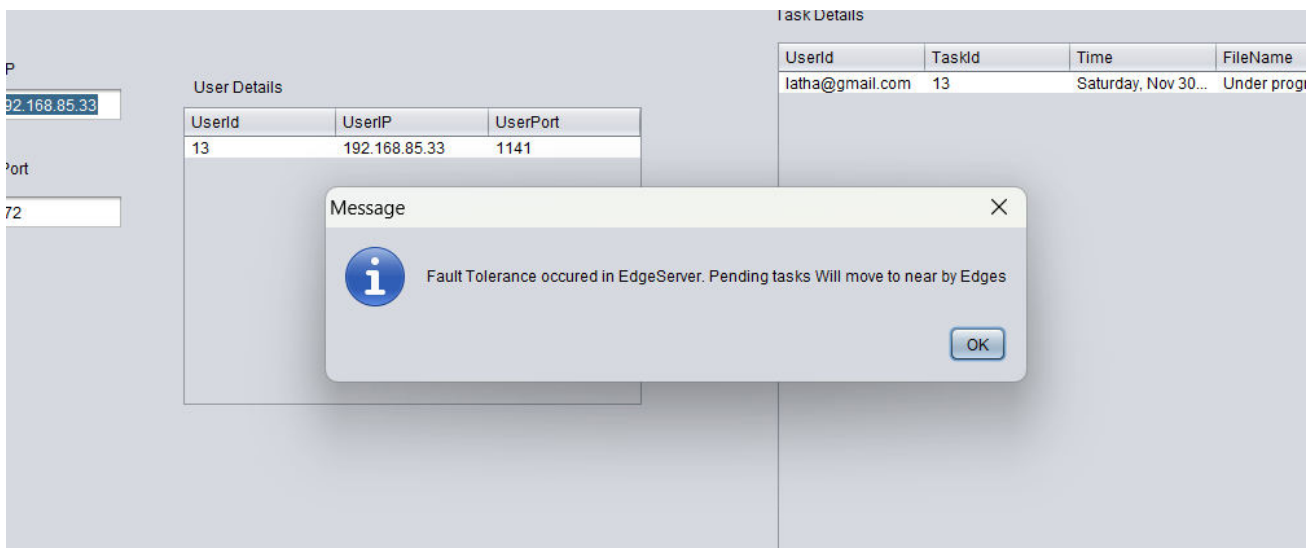 Task Details
UserId TaskId Time FileName
latha@gmail.com 13 Saturday, Nov 30... Under progr
P
92.168.85.33
Port
72
User Details
UserId UserIP UserPort
13 192.168.85.33 1141
Message
Fault Tolerance occured in EdgeServer. Pending tasks Will move to near by Edges
OK